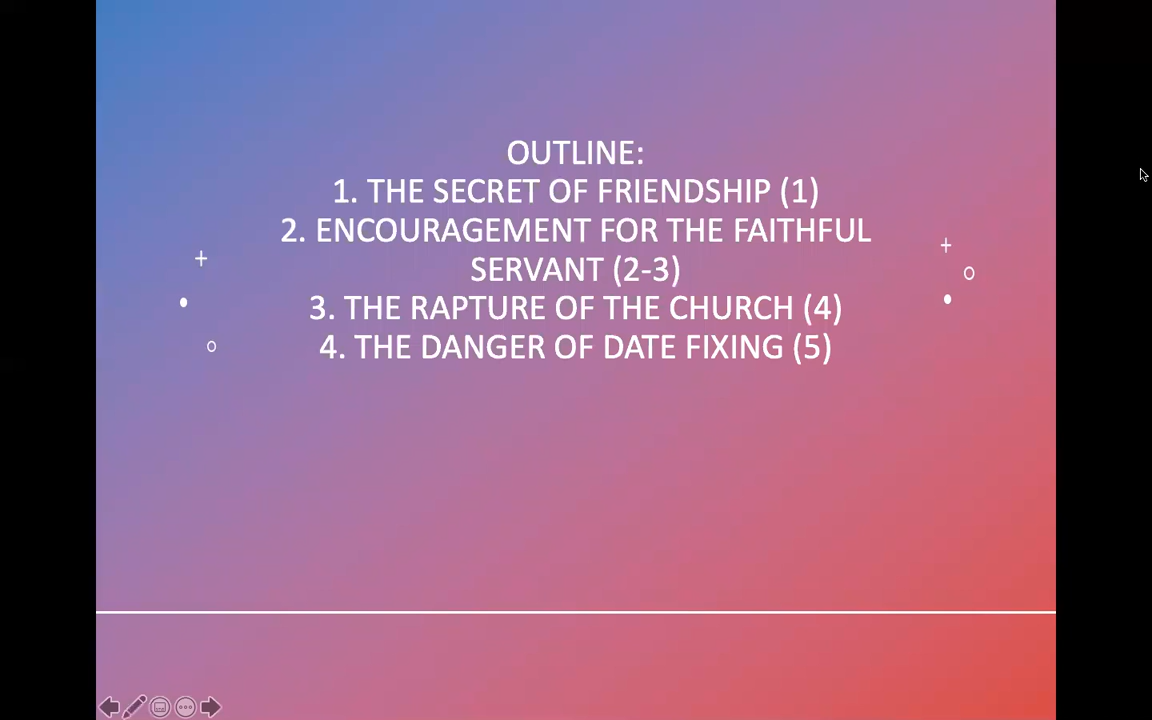 OUTLINE:
1. THE SECRET OF FRIENDSHIP (1)
2. ENCOURAGEMENT FOR THE FAITHFUL
SERVANT (2-3)
3. THE RAPTURE OF THE CHURCH (4)
4. THE DANGER OF DATE FIXING (5)